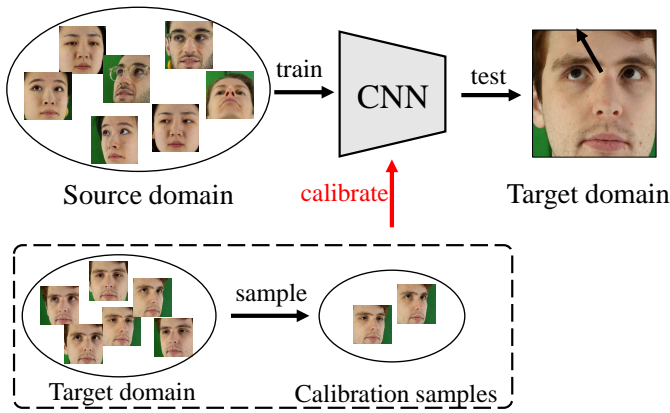 train
CNN
test
Source domain
calibrate
Target domain
sample
Target domain
Calibration samples